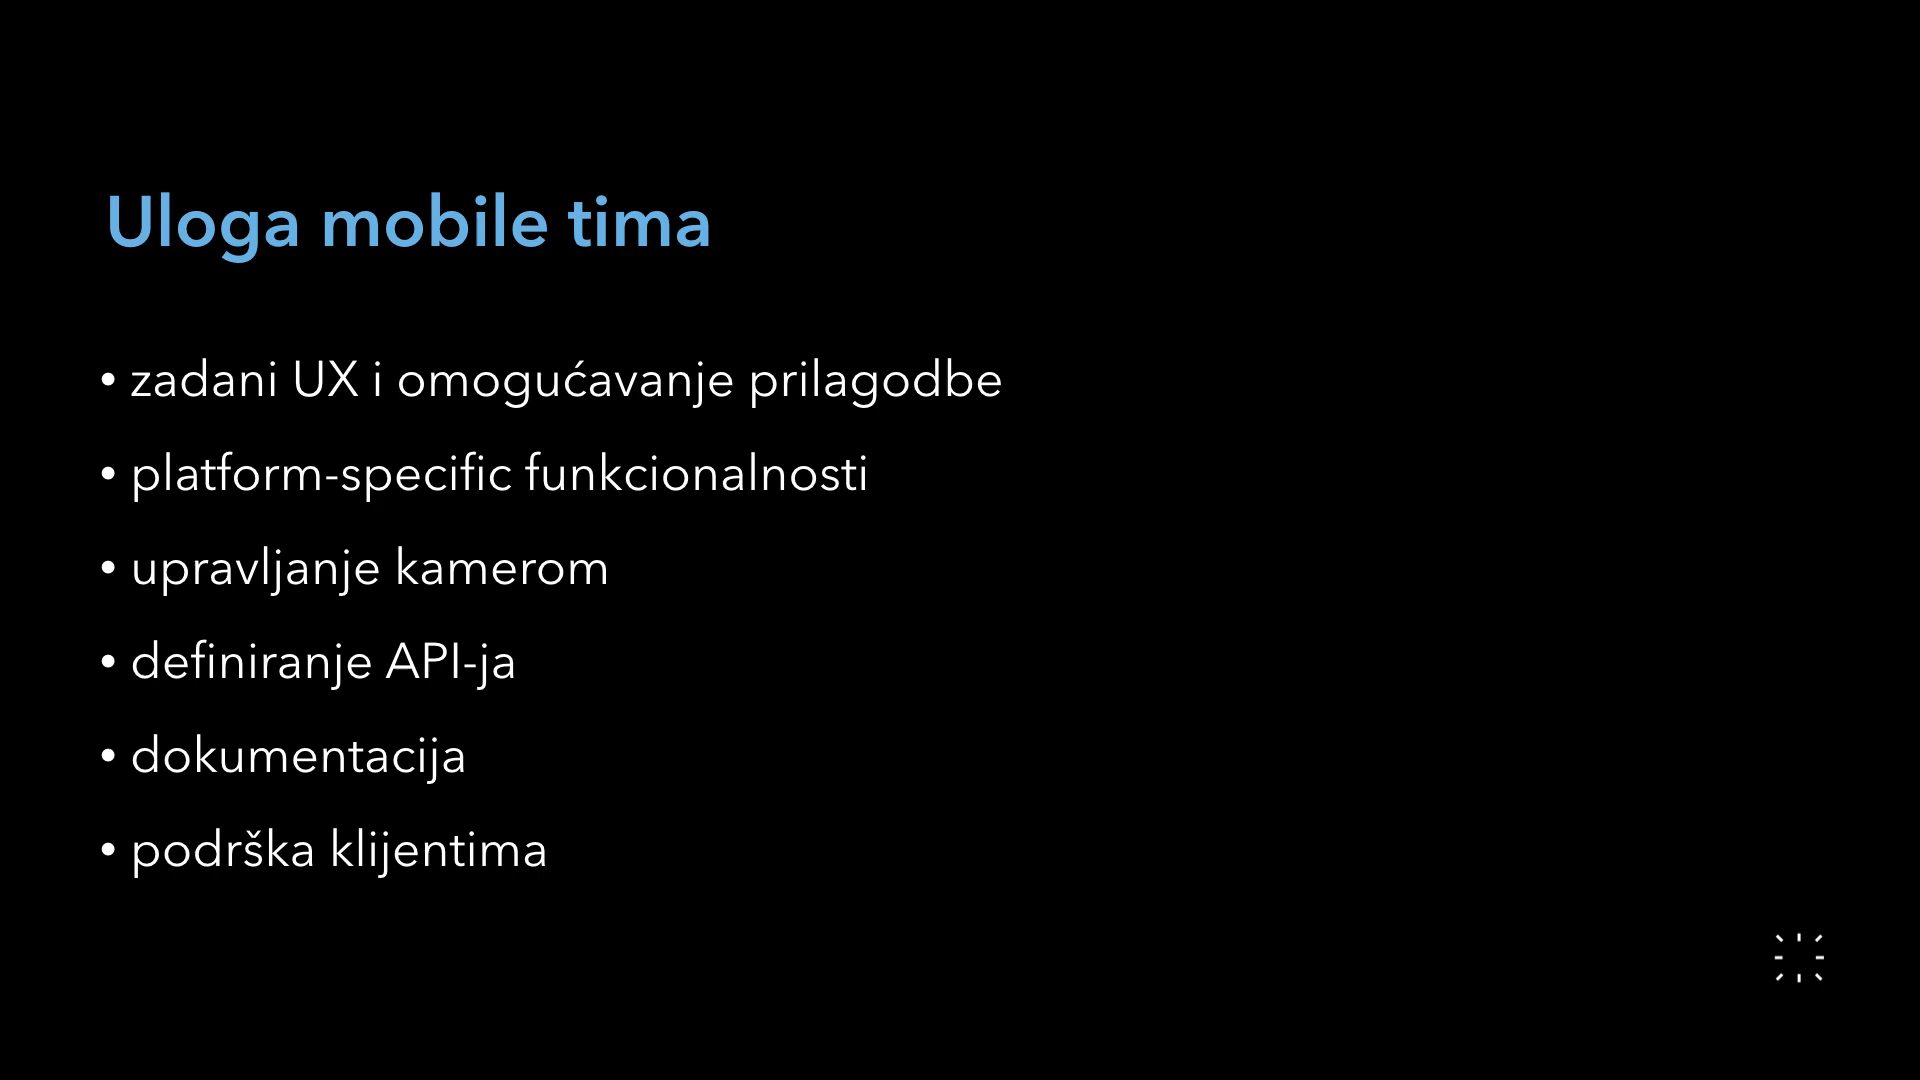 Uloga mobile tima
• zadani UX i omogućavanje prilagodbe
• platform-specific funkcionalnosti
• upravljanje kamerom
• definiranje API-ja
• dokumentacija
• podrška klijentima